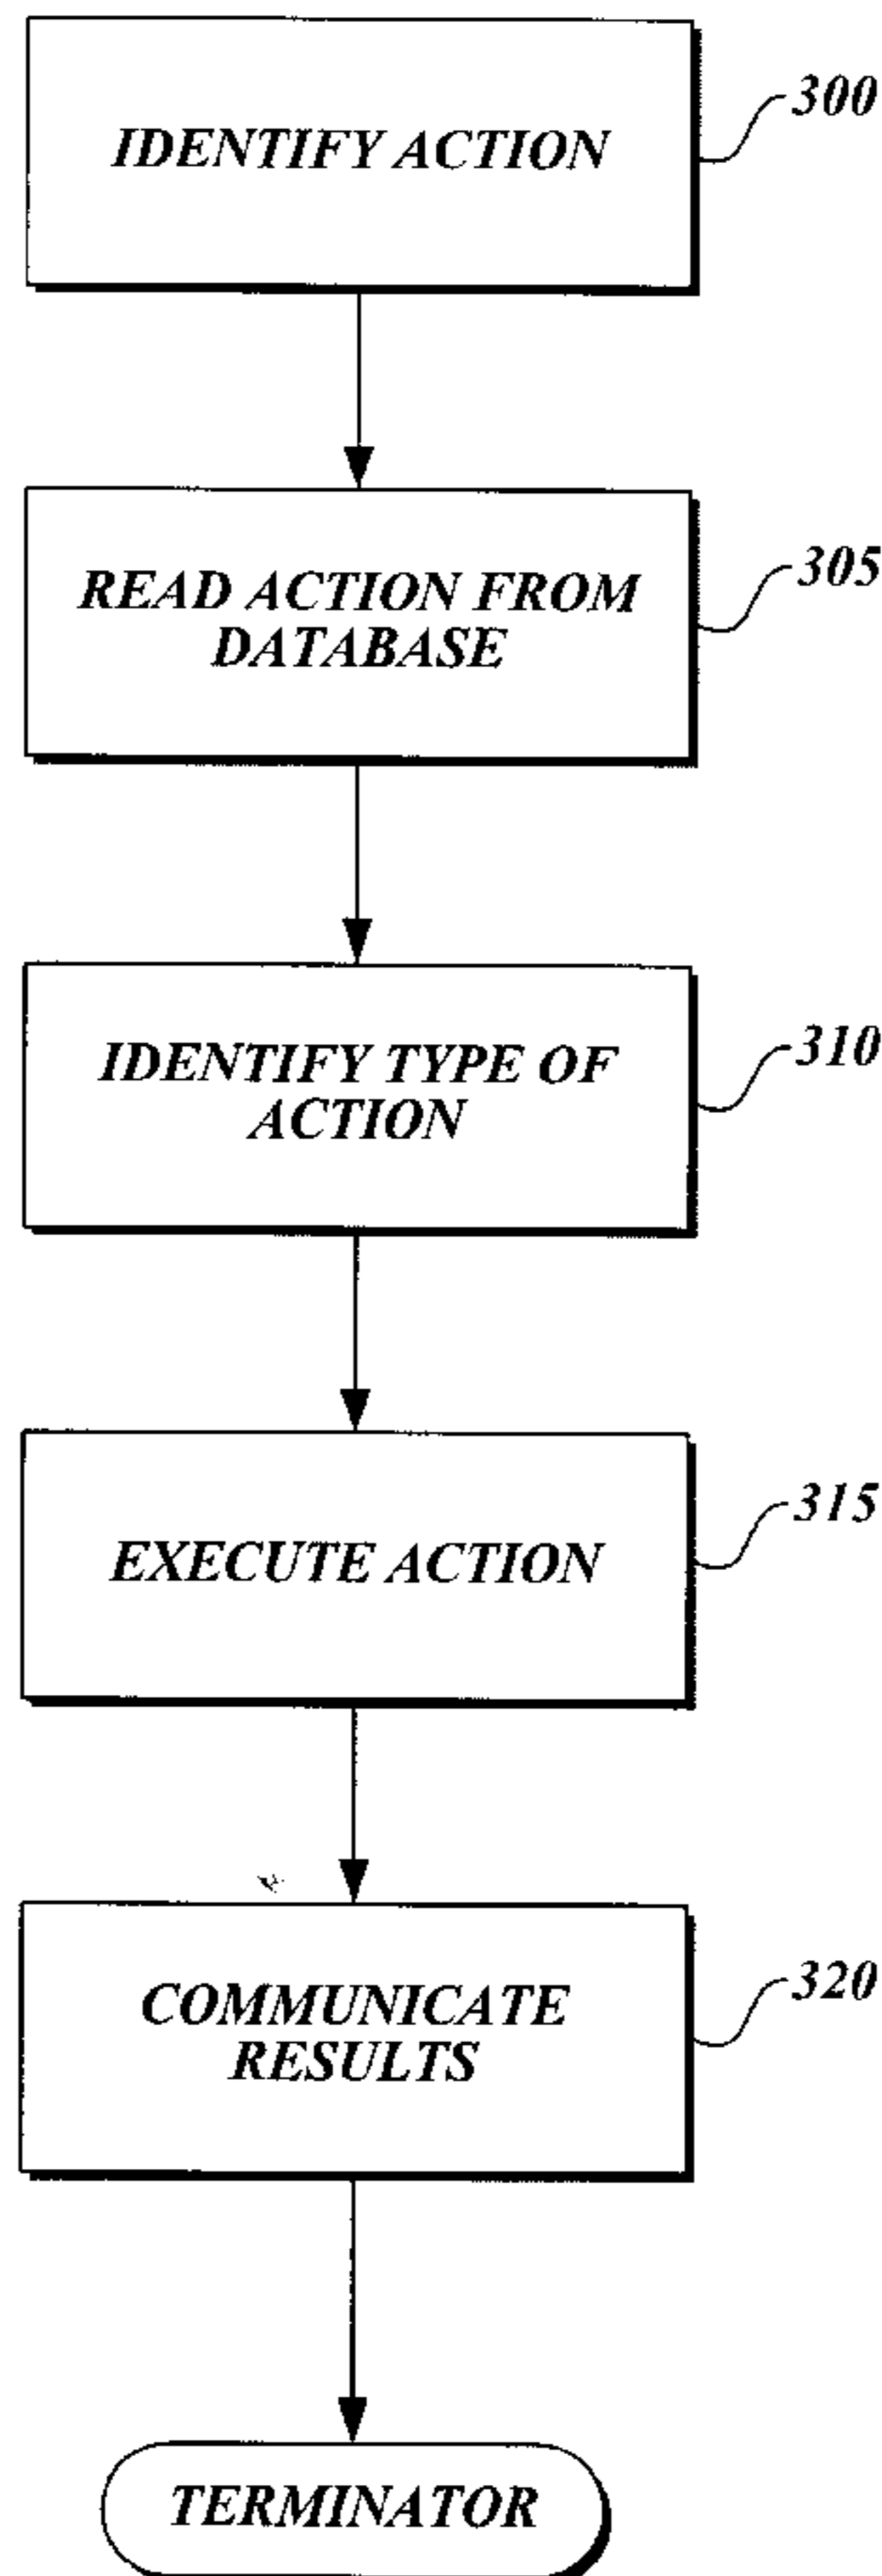 IDENTIFY ACTION
300
READ ACTION FROM
DATABASE
305
IDENTIFY TYPE OF
ACTION
310
EXECUTE ACTION
315
COMMUNICATE
RESULTS
320
TERMINATOR